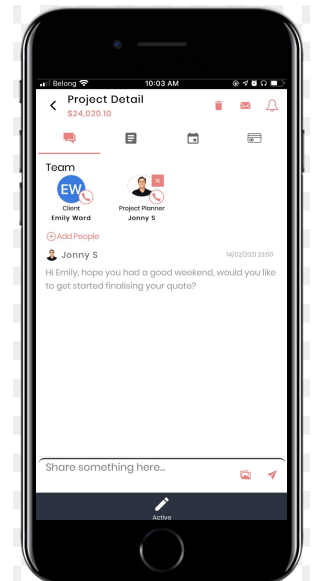 Belong
10:03 AM
Project Detail
$24,020.10
Team
EW
Client
Emily Ward
Project Planner
Jonny S
Add People
Jonny S
14/02/2021 23:50
Hi Emily, hope you had a good weekend, would you like
to get started finalising your quote?
Share something here...
Active